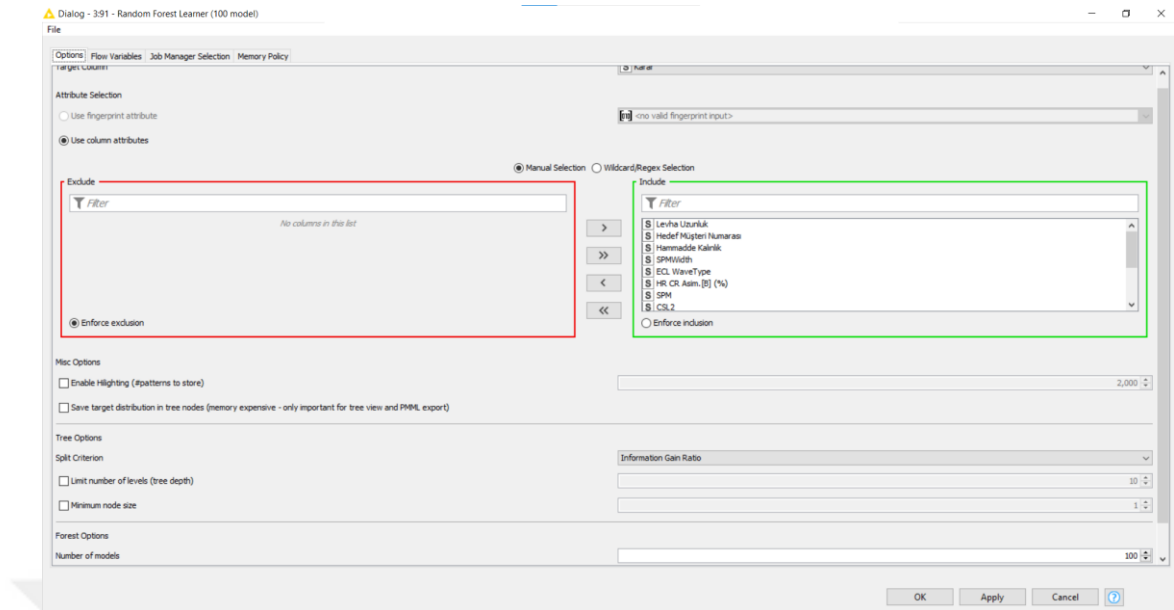 Dialog - 3:91 - Random Forest Learner (100 model)
File
Options Flow Variables Job Manager Selection Memory Policy
Target Column S Karar
Attribute Selection
Use fingerprint attribute <no valid fingerprint input>
Use column attributes
Manual Selection Wildcard/Regex Selection
Exclude
Filter
No columns in this list
Enforce exclusion
>
>>
<
<<
Include
Filter
S Levha Uzunluk
S Hedef Müşteri Numarası
S Hammadde Kalınlık
S SPMWidth
S ECL WaveType
S HR CR Asim.[B] (%)
S SPM
S CSL2
Enforce inclusion
Misc Options
Enable Hilighting (#patterns to store) 2,000
Save target distribution in tree nodes (memory expensive - only important for tree view and PMML export)
Tree Options
Split Criterion Information Gain Ratio
Limit number of levels (tree depth) 10
Minimum node size 1
Forest Options
Number of models 100
OK Apply Cancel ?